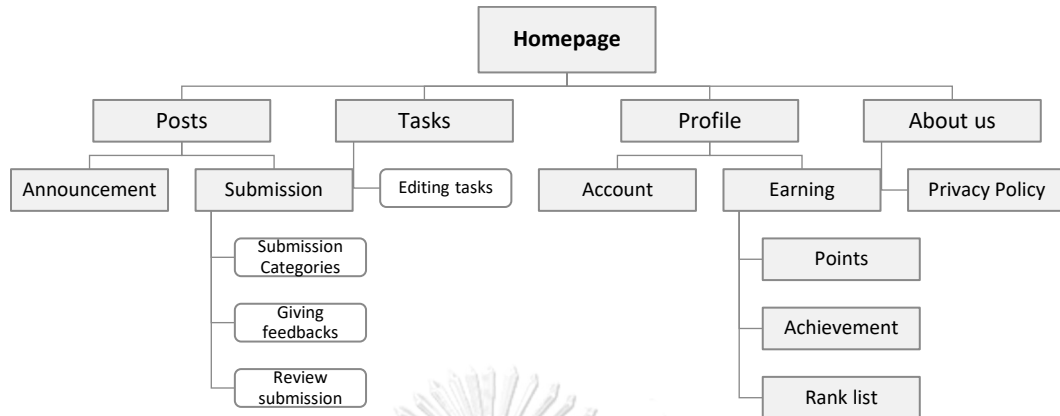 Homepage
Posts
Tasks
Profile
About us
Announcement
Submission
Editing tasks
Account
Earning
Privacy Policy
Submission
Categories
Points
Giving
feedbacks
Achievement
Review
submission
Rank list